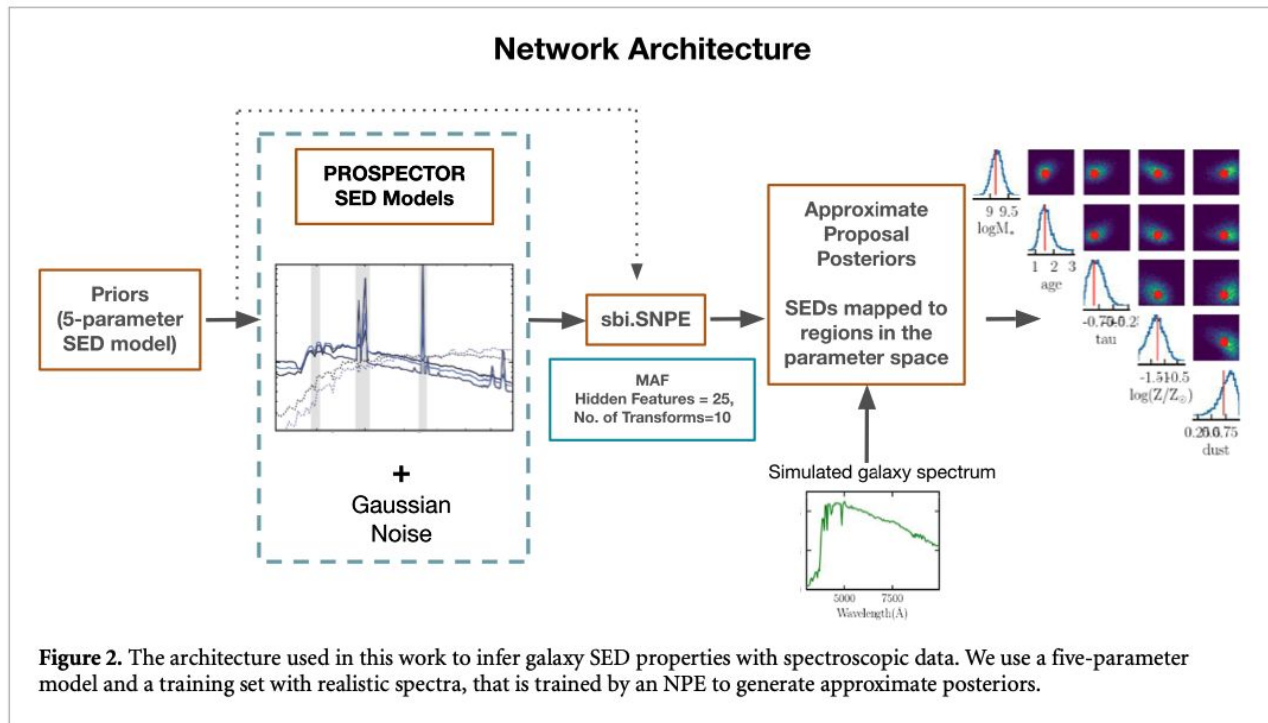 Network Architecture
PROSPECTOR
SED Models
Priors
(5-parameter
SED model)
+
Gaussian
Noise
sbi.SNPE
MAF
Hidden Features = 25,
No. of Transforms=10
Approximate
Proposal
Posteriors
SEDs mapped to
regions in the
parameter space
Simulated galaxy spectrum
5000 7500
Wavelength(Å)
9 9.5
logM*
1 2 3
age
tau
log(Z/Z⊙)
dust
Figure 2. The architecture used in this work to infer galaxy SED properties with spectroscopic data. We use a five-parameter
model and a training set with realistic spectra, that is trained by an NPE to generate approximate posteriors.